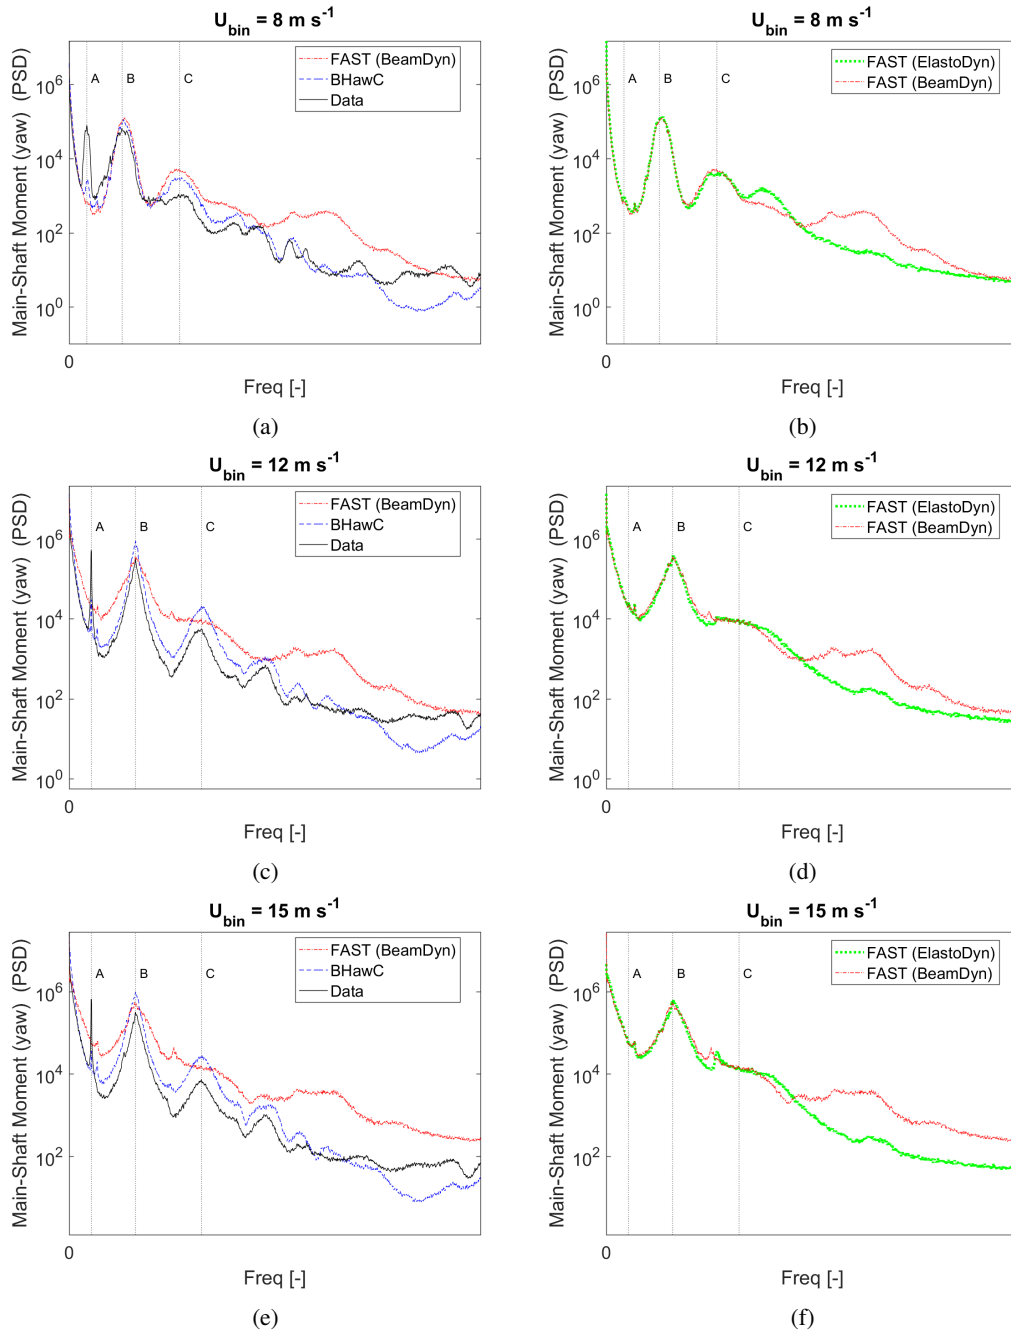 U_bin = 8 m s^-1
Main-Shaft Moment (yaw) (PSD)
10^6
10^4
10^2
10^0
A
B
C
FAST (BeamDyn)
BHawC
Data
0
Freq [-]
(a)
U_bin = 8 m s^-1
Main-Shaft Moment (yaw) (PSD)
10^6
10^4
10^2
10^0
A
B
C
FAST (ElastoDyn)
FAST (BeamDyn)
0
Freq [-]
(b)
U_bin = 12 m s^-1
Main-Shaft Moment (yaw) (PSD)
10^6
10^4
10^2
10^0
A
B
C
FAST (BeamDyn)
BHawC
Data
0
Freq [-]
(c)
U_bin = 12 m s^-1
Main-Shaft Moment (yaw) (PSD)
10^6
10^4
10^2
10^0
A
B
C
FAST (ElastoDyn)
FAST (BeamDyn)
0
Freq [-]
(d)
U_bin = 15 m s^-1
Main-Shaft Moment (yaw) (PSD)
10^6
10^4
10^2
A
B
C
FAST (BeamDyn)
BHawC
Data
0
Freq [-]
(e)
U_bin = 15 m s^-1
Main-Shaft Moment (yaw) (PSD)
10^6
10^4
10^2
A
B
C
FAST (ElastoDyn)
FAST (BeamDyn)
0
Freq [-]
(f)